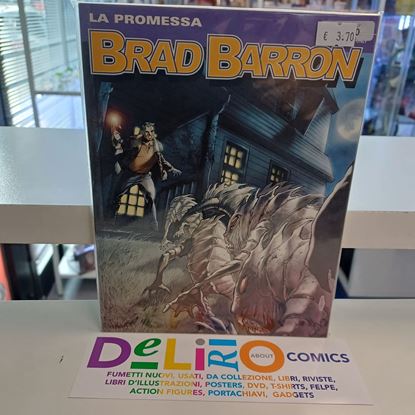 LA PROMESSA
€ 3.70
BRAD BARRON
DELiRIO ABOUT COMICS
FUMETTI NUOVI, USATI, DA COLLEZIONE, LIBRI, RIVISTE,
LIBRI D'ILLUSTRAZIONI, POSTERS, DVD, T-SHIRTS, FELPE,
ACTION FIGURES, PORTACHIAVI, GADGETS